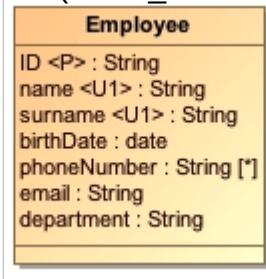 Employee
ID <P> : String
name <U1> : String
surname <U1> : String
birthDate : date
phoneNumber : String [*]
email : String
department : String